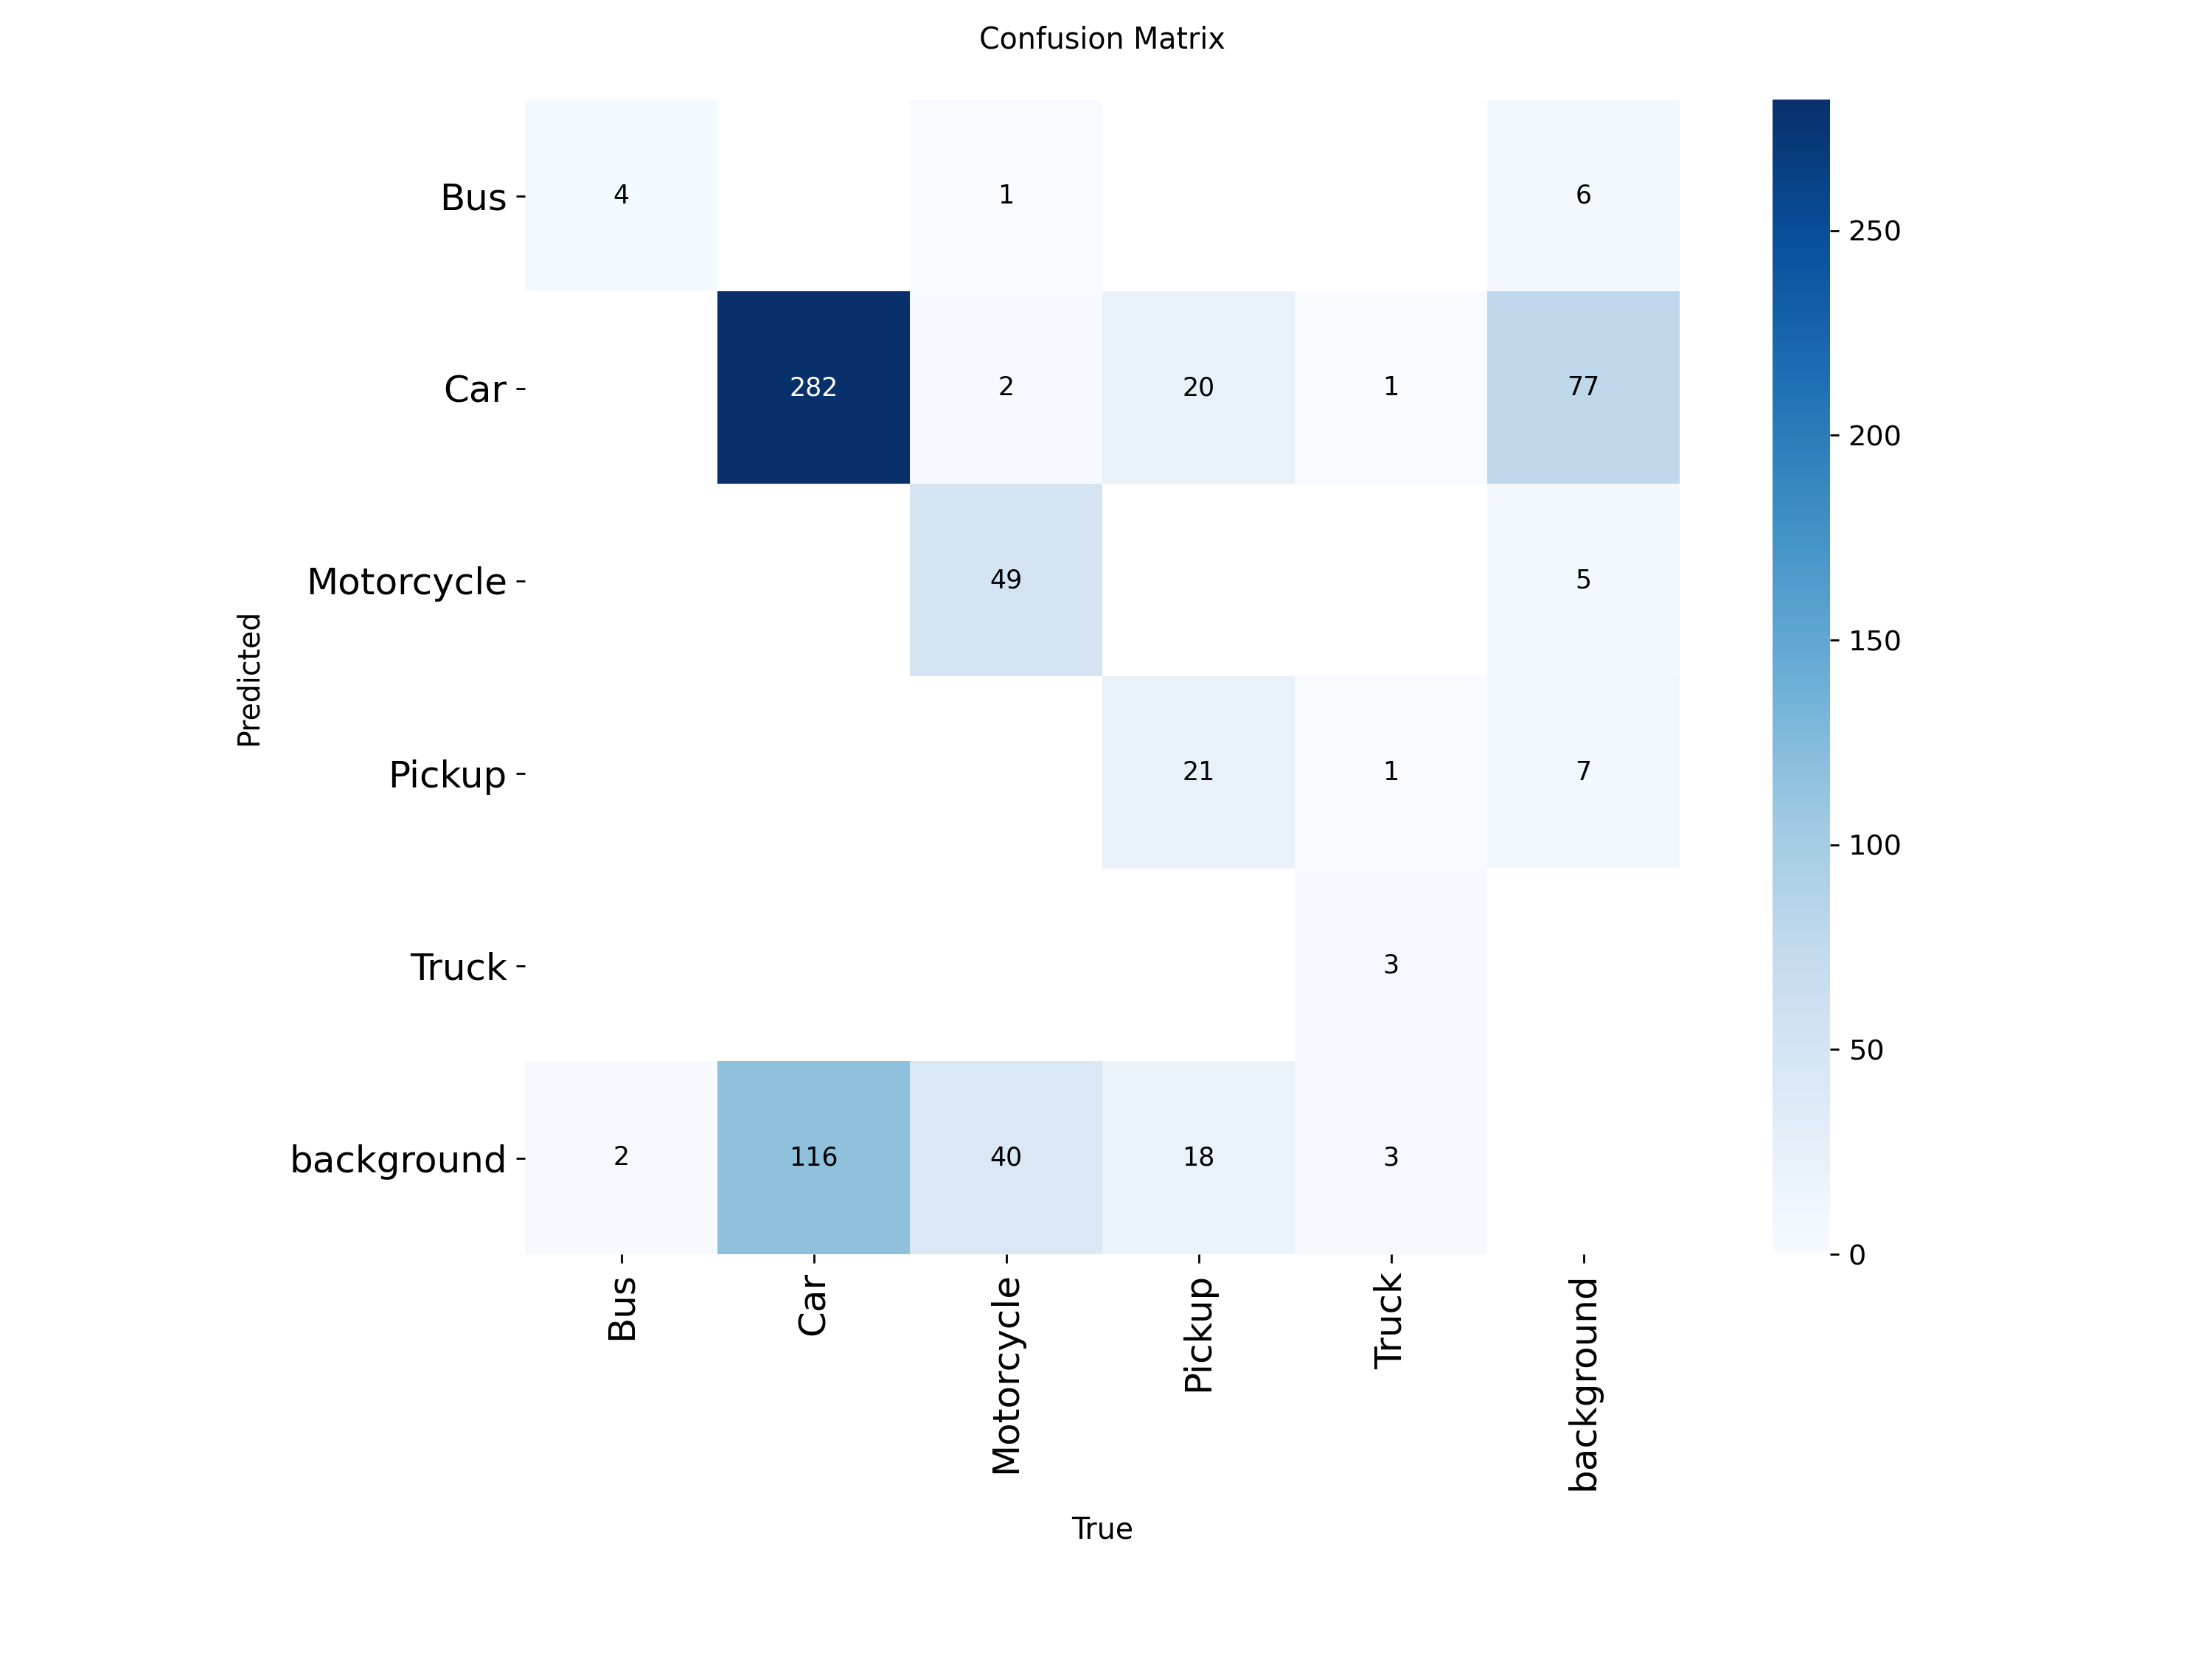 Confusion Matrix
Bus
4
1
6
250
Car
282
2
20
1
77
200
Motorcycle
49
5
150
Predicted
Pickup
21
1
7
100
Truck
3
50
background
2
116
40
18
3
0
Bus
Car
Motorcycle
Pickup
Truck
background
True